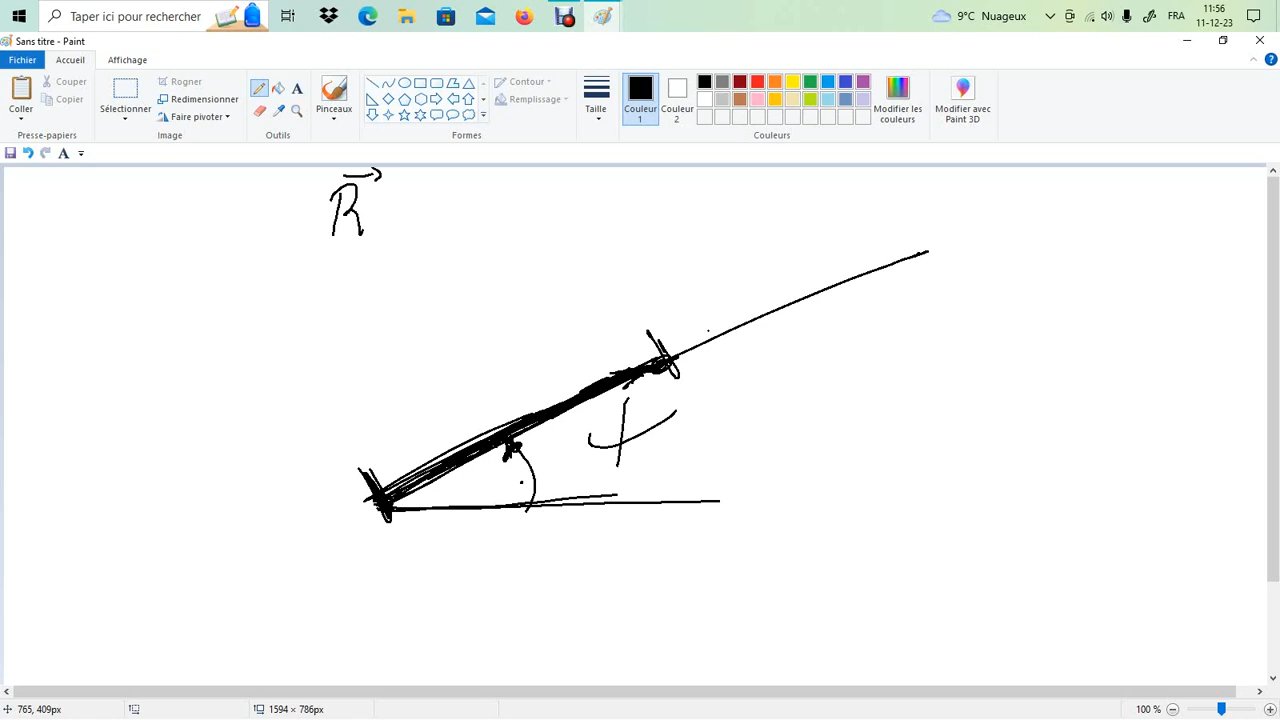 Taper ici pour rechercher
9°C Nuageux
FRA
11:56
11-12-23
Sans titre - Paint
Fichier
Accueil
Affichage
Coller
Couper
Copier
Presse-papiers
Sélectionner
Rogner
Redimensionner
Faire pivoter
Image
A
Outils
Pinceaux
Contour
Remplissage
Formes
Taille
Couleur 1
Couleur 2
Couleurs
Modifier les couleurs
Modifier avec Paint 3D
A
R
765, 409px
1594 × 786px
100 %